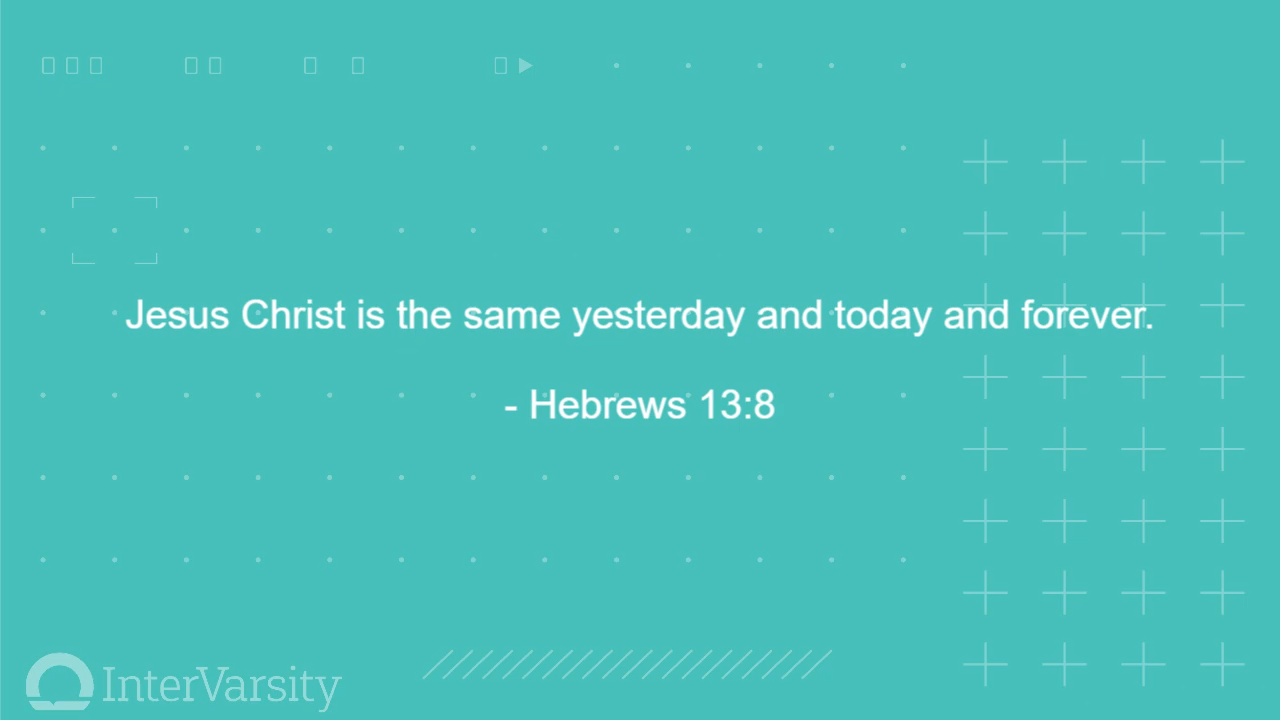 Jesus Christ is the same yesterday and today and forever.
- Hebrews 13:8
InterVarsity